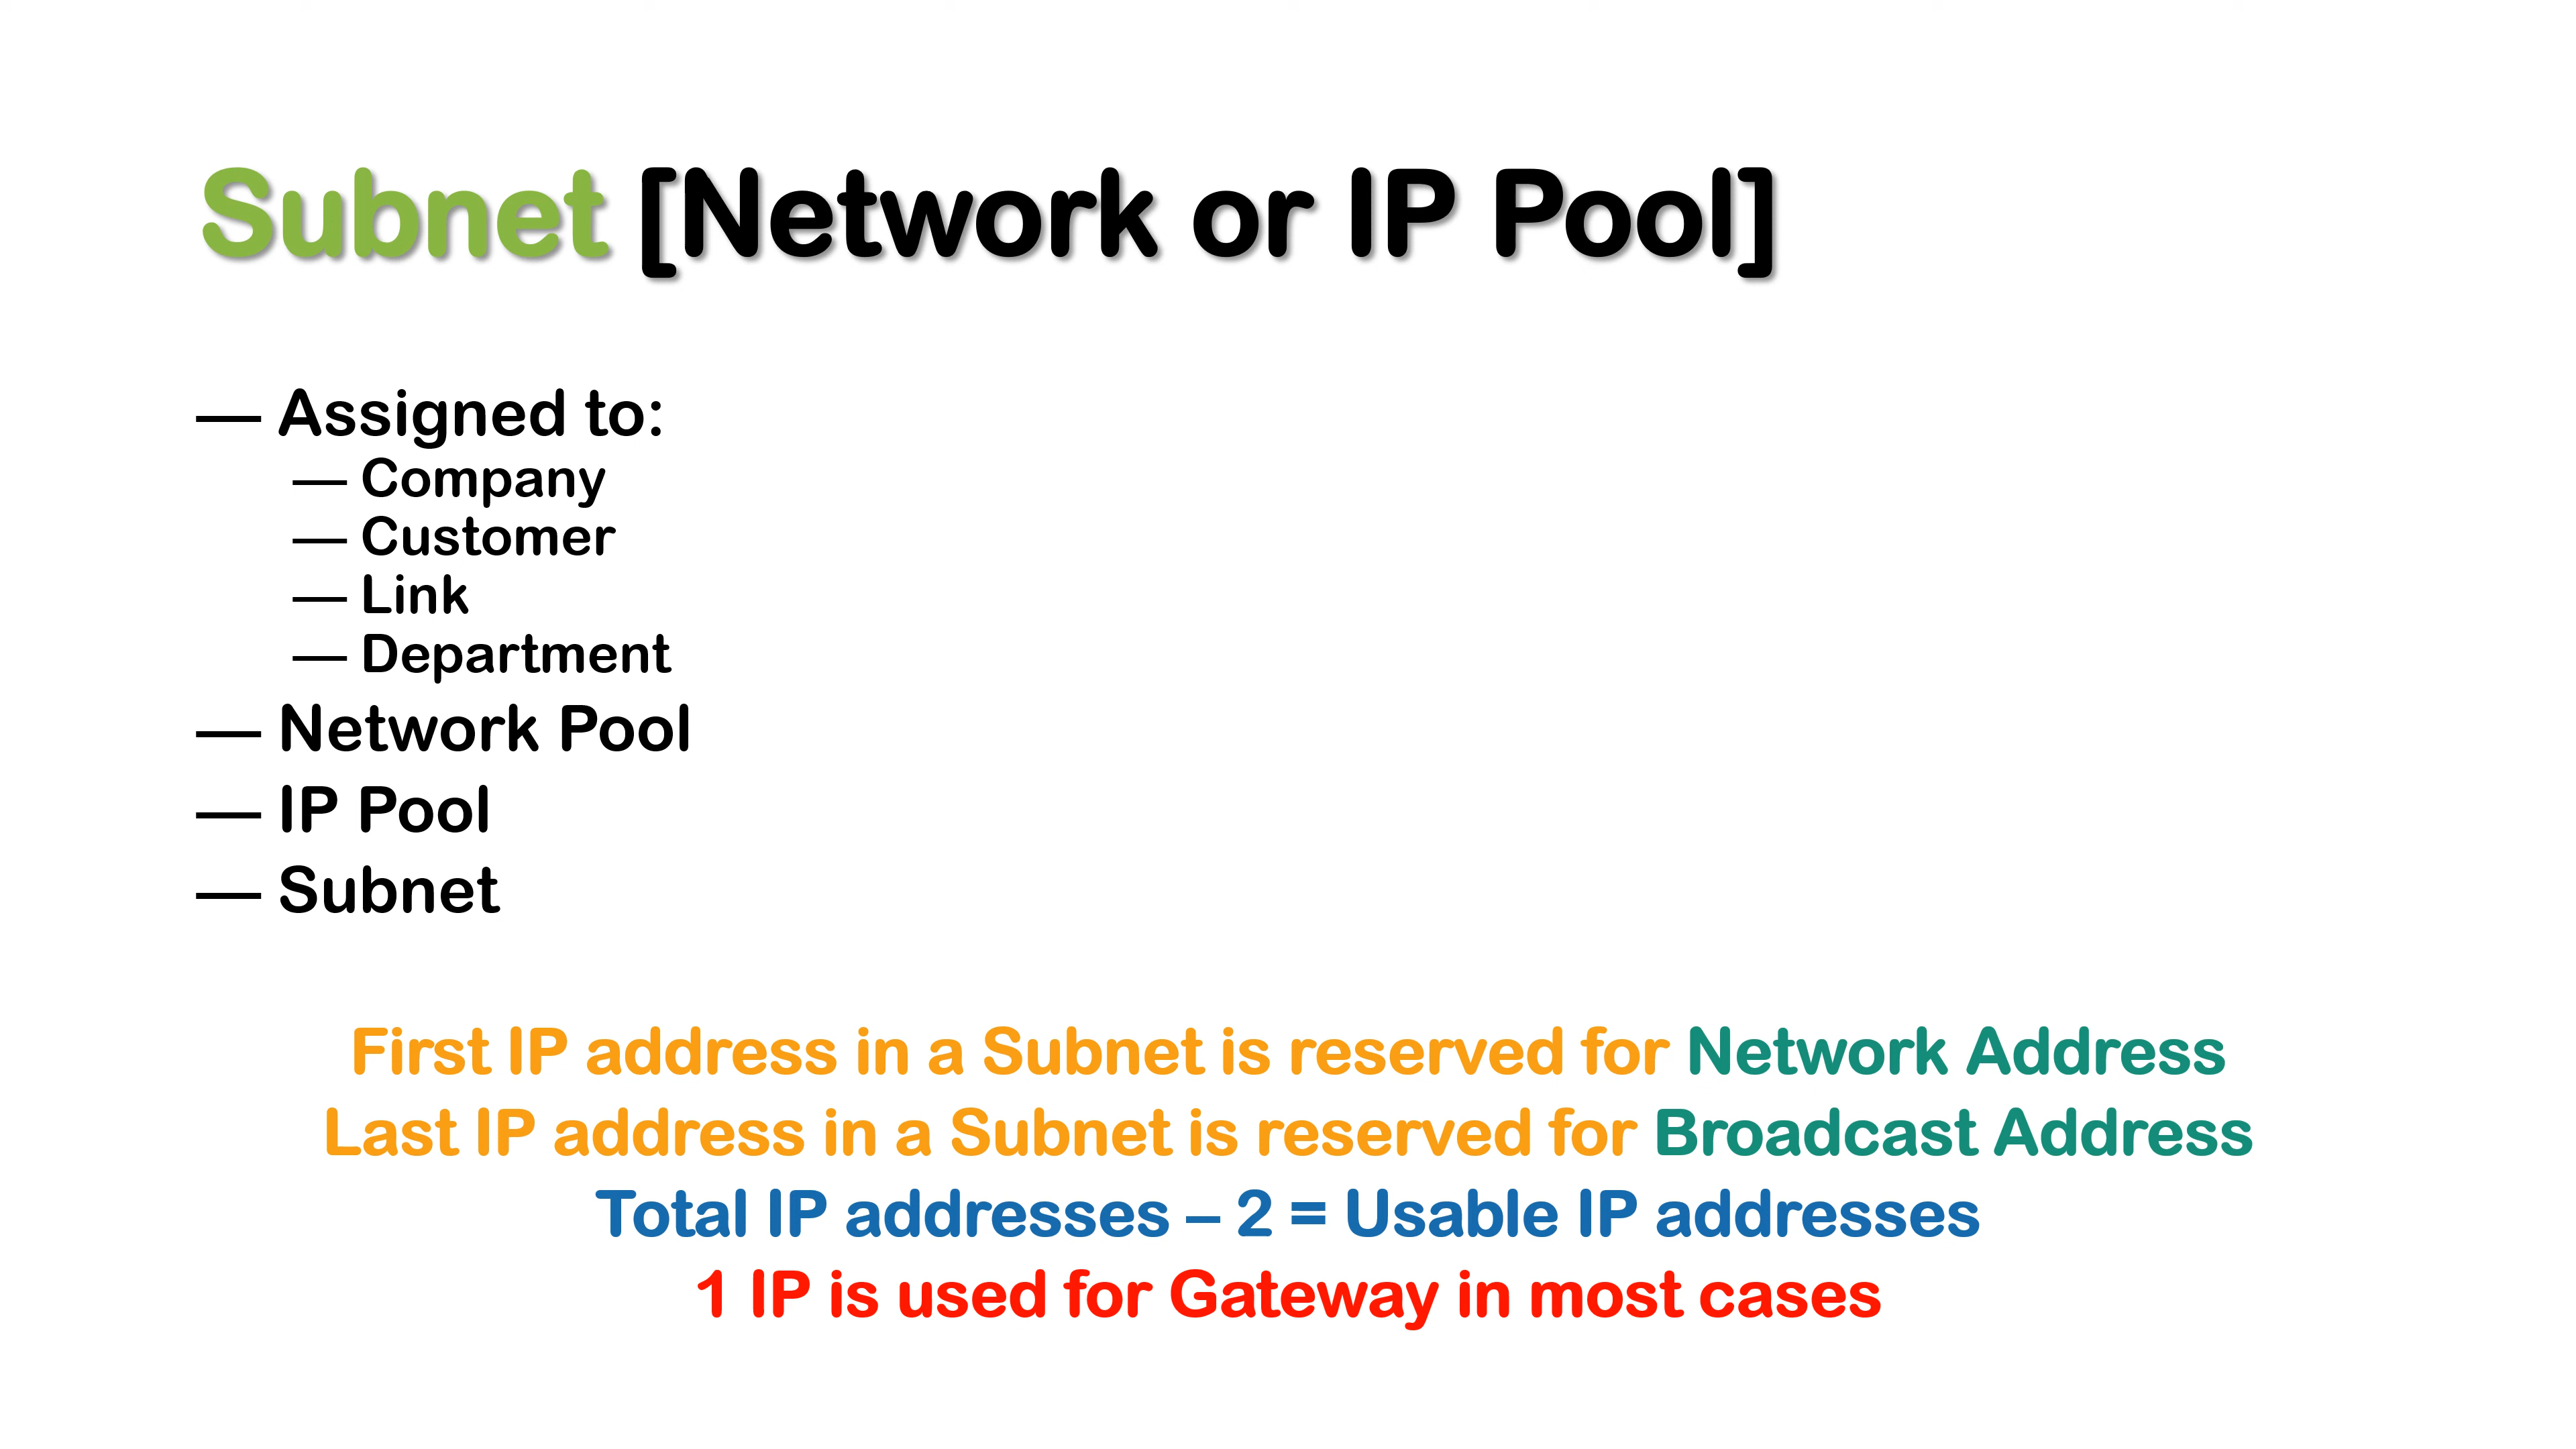 Subnet [Network or IP Pool]
— Assigned to:
— Company
— Customer
— Link
— Department
— Network Pool
— IP Pool
— Subnet
First IP address in a Subnet is reserved for Network Address
Last IP address in a Subnet is reserved for Broadcast Address
Total IP addresses – 2 = Usable IP addresses
1 IP is used for Gateway in most cases